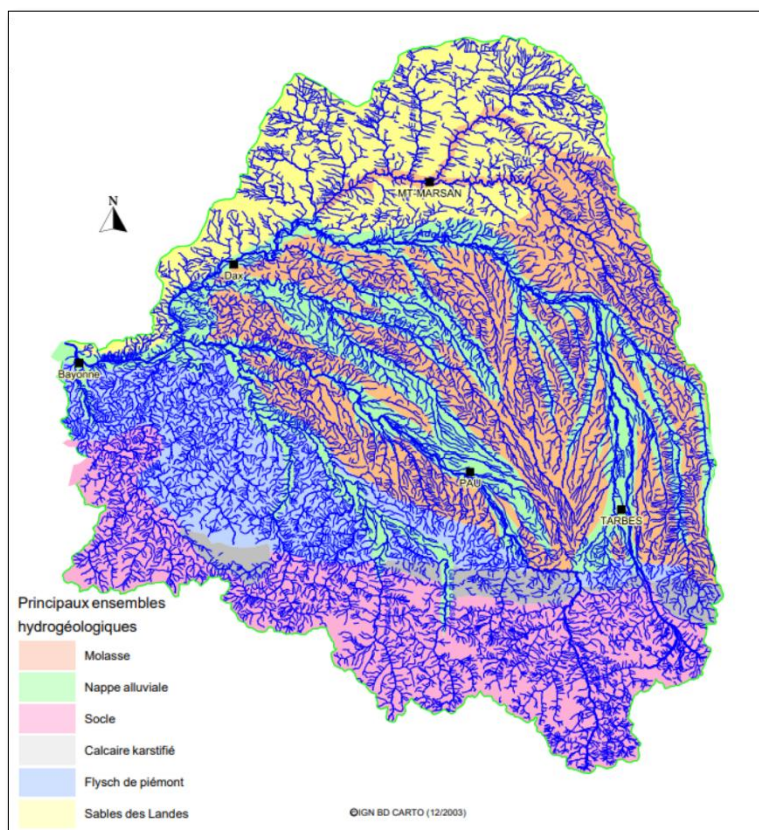 N
MT-MARSAN
Dax
Bayonne
PAU
TARBES
Principaux ensembles
hydrogéologiques
Molasse
Nappe alluviale
Socle
Calcaire karstifié
Flysch de piémont
Sables des Landes
©IGN BD CARTO (12/2003)